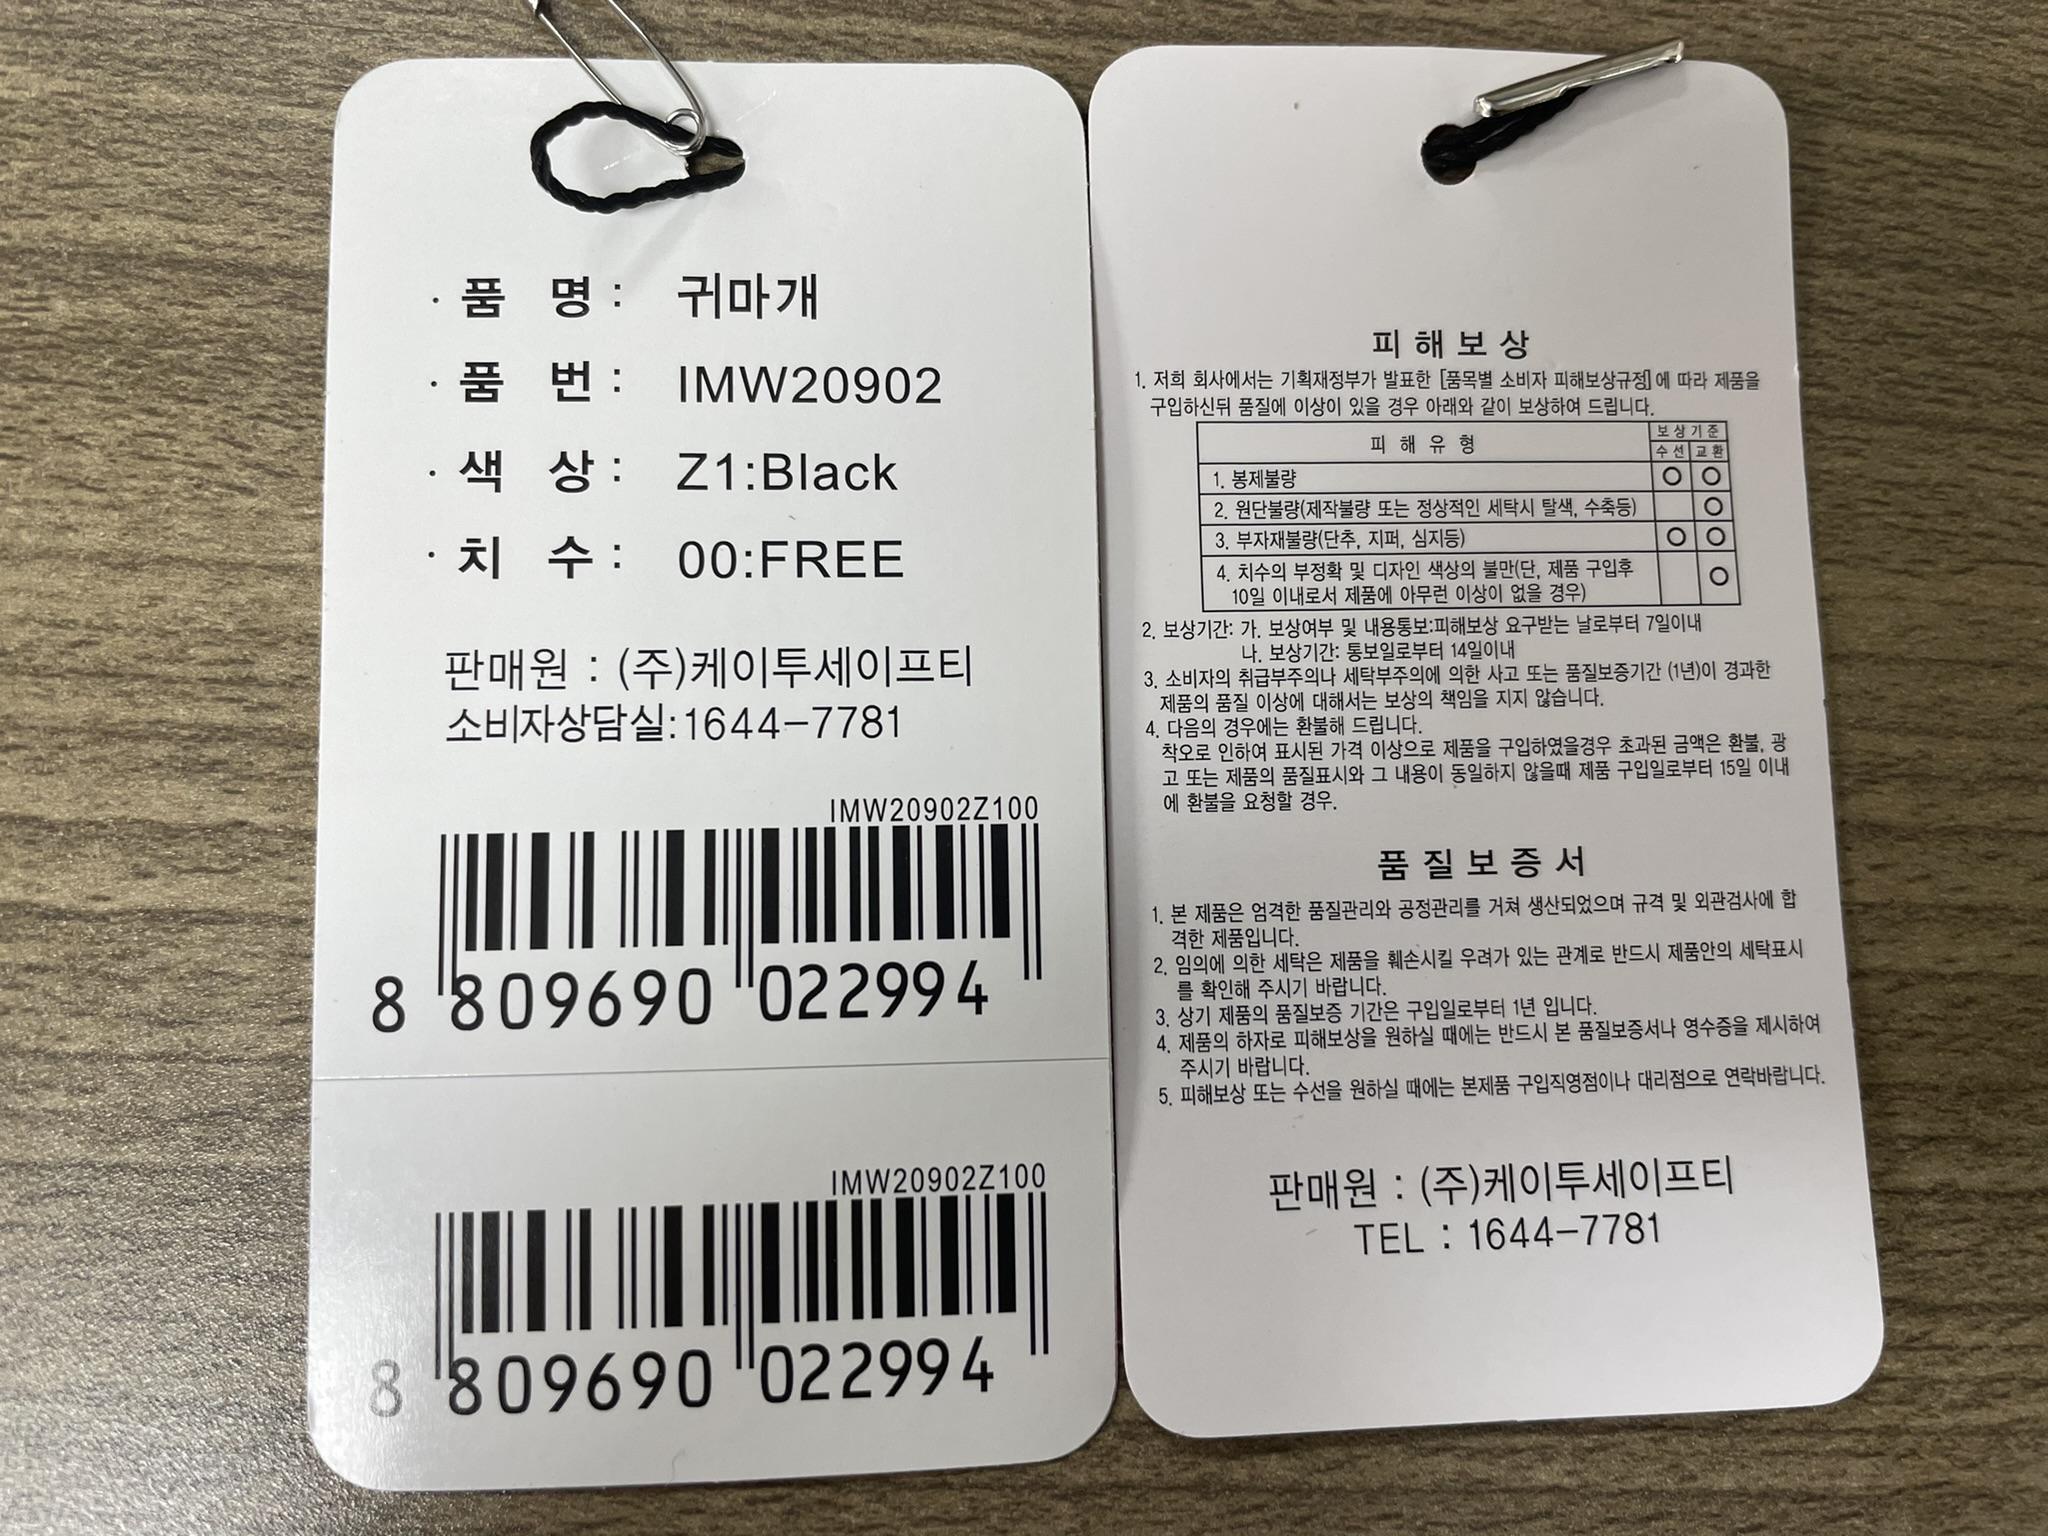 · 품 명 : 귀마개
· 품 번 : IMW20902
· 색 상 : Z1:Black
· 치 수 : 00:FREE
판매원 : (주)케이투세이프티
소비자상담실:1644-7781
IMW20902Z100
8 809690 022994
IMW20902Z100
8 809690 022994
피 해 보 상
1. 저희 회사에서는 기획재정부가 발표한 [품목별 소비자 피해보상규정]에 따라 제품을
구입하신뒤 품질에 이상이 있을 경우 아래와 같이 보상하여 드립니다.
피 해 유 형 보 상 기 준
수 선 교 환
1. 봉제불량 ○ ○
2. 원단불량(제작불량 또는 정상적인 세탁시 탈색, 수축등) ○
3. 부자재불량(단추, 지퍼, 심지등) ○ ○
4. 치수의 부정확 및 디자인 색상의 불만(단, 제품 구입후 ○
10일 이내로서 제품에 아무런 이상이 없을 경우)
2. 보상기간: 가. 보상여부 및 내용통보:피해보상 요구받는 날로부터 7일이내
나. 보상기간: 통보일로부터 14일이내
3. 소비자의 취급부주의나 세탁부주의에 의한 사고 또는 품질보증기간 (1년)이 경과한
제품의 품질 이상에 대해서는 보상의 책임을 지지 않습니다.
4. 다음의 경우에는 환불해 드립니다.
착오로 인하여 표시된 가격 이상으로 제품을 구입하였을경우 초과된 금액은 환불, 광
고 또는 제품의 품질표시와 그 내용이 동일하지 않을때 제품 구입일로부터 15일 이내
에 환불을 요청할 경우.
품 질 보 증 서
1. 본 제품은 엄격한 품질관리와 공정관리를 거쳐 생산되었으며 규격 및 외관검사에 합
격한 제품입니다.
2. 임의에 의한 세탁은 제품을 훼손시킬 우려가 있는 관계로 반드시 제품안의 세탁표시
를 확인해 주시기 바랍니다.
3. 상기 제품의 품질보증 기간은 구입일로부터 1년 입니다.
4. 제품의 하자로 피해보상을 원하실 때에는 반드시 본 품질보증서나 영수증을 제시하여
주시기 바랍니다.
5. 피해보상 또는 수선을 원하실 때에는 본제품 구입직영점이나 대리점으로 연락바랍니다.
판매원 : (주)케이투세이프티
TEL : 1644-7781